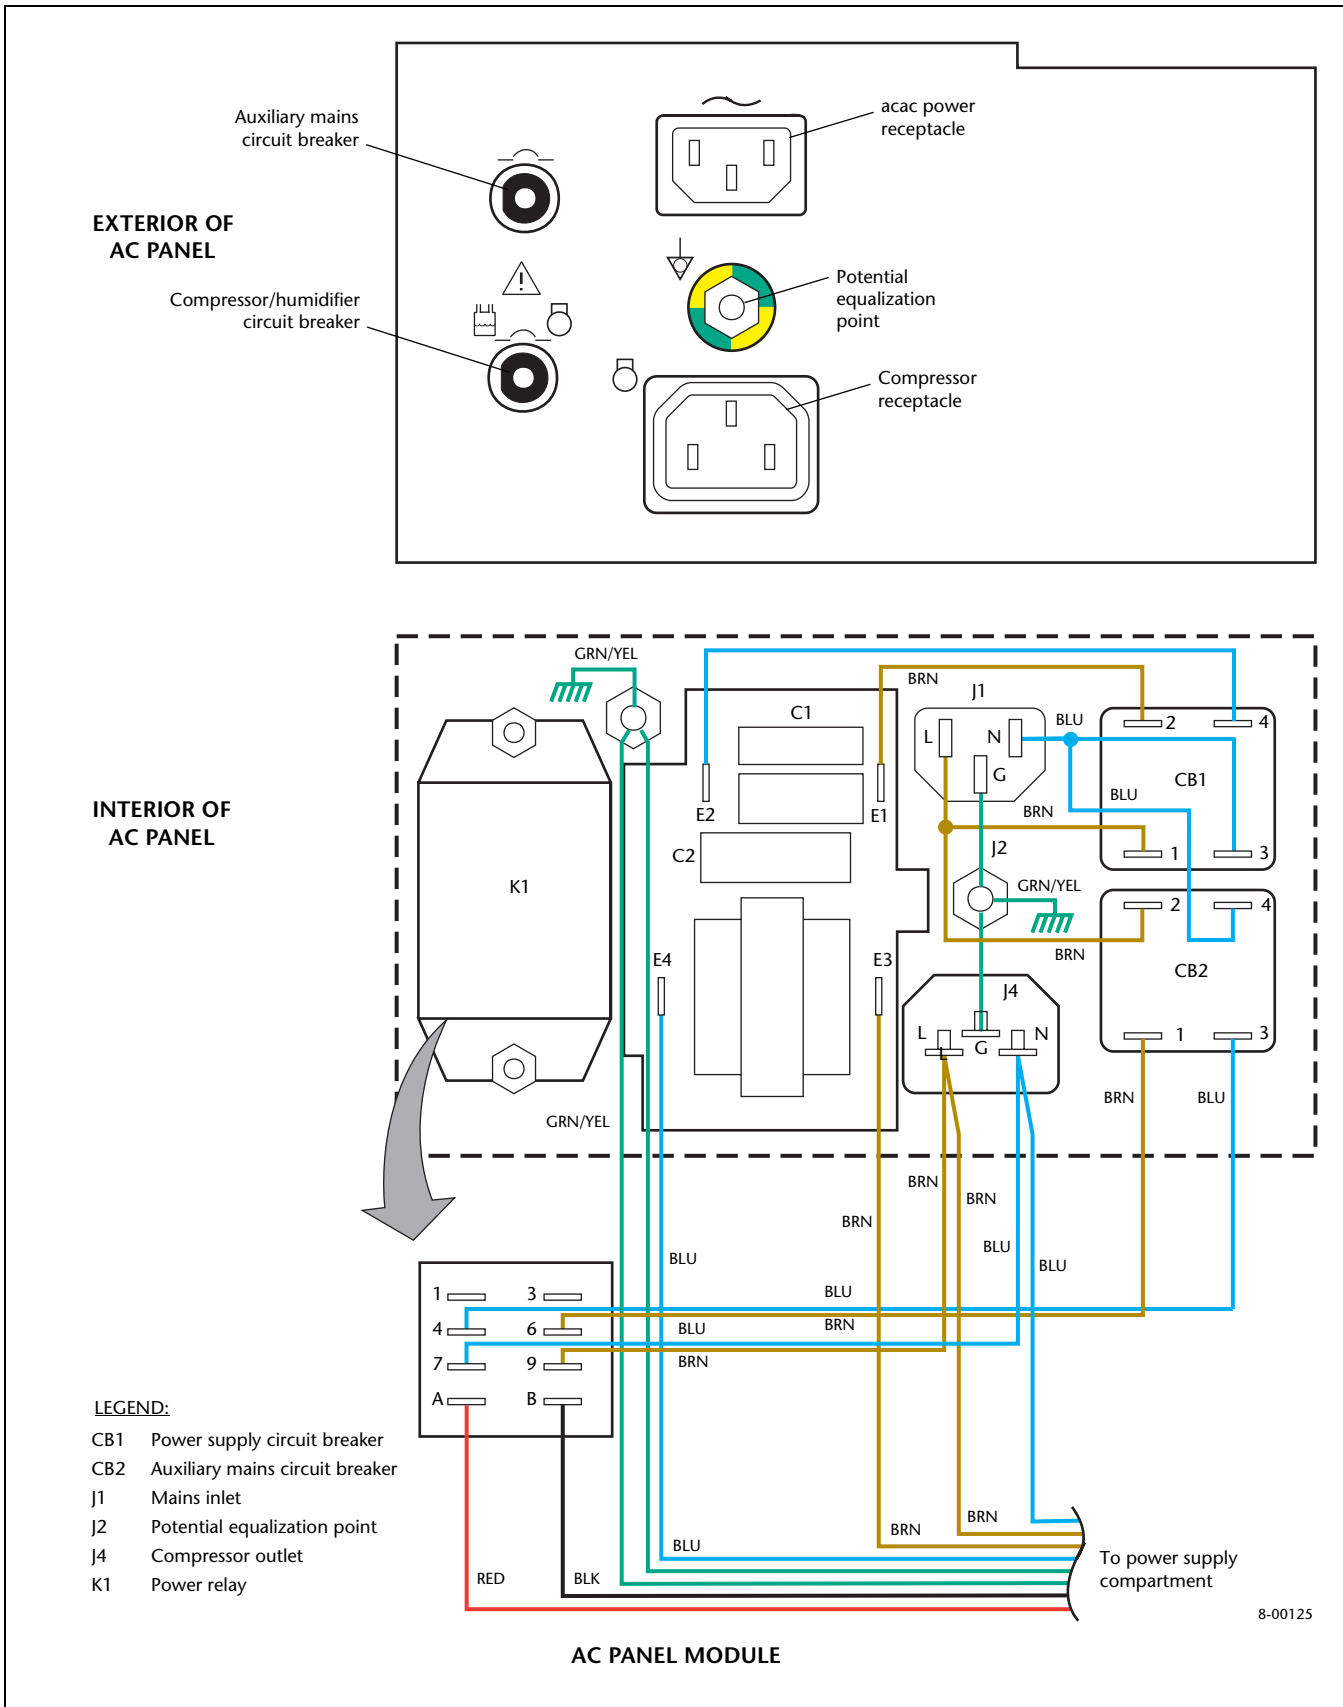 Auxiliary mains
circuit breaker
acac power
receptacle
EXTERIOR OF
AC PANEL
Potential
equalization
point
Compressor/humidifier
circuit breaker
Compressor
receptacle
GRN/YEL
BRN
J1
C1
BLU
2
4
L
N
G
CB1
INTERIOR OF
AC PANEL
E2
E1
BLU
BRN
C2
J2
1
3
K1
GRN/YEL
2
4
BRN
E4
E3
CB2
J4
L
N
G
L
1
3
GRN/YEL
BRN
BLU
BRN
BRN
BRN
BLU
BLU
BLU
1
3
BLU
4
6
BLU
BRN
7
9
BRN
A
B
LEGEND:
CB1 Power supply circuit breaker
CB2 Auxiliary mains circuit breaker
J1 Mains inlet
J2 Potential equalization point
J4 Compressor outlet
K1 Power relay
BRN
BRN
BLU
RED
BLK
To power supply
compartment
8-00125
AC PANEL MODULE